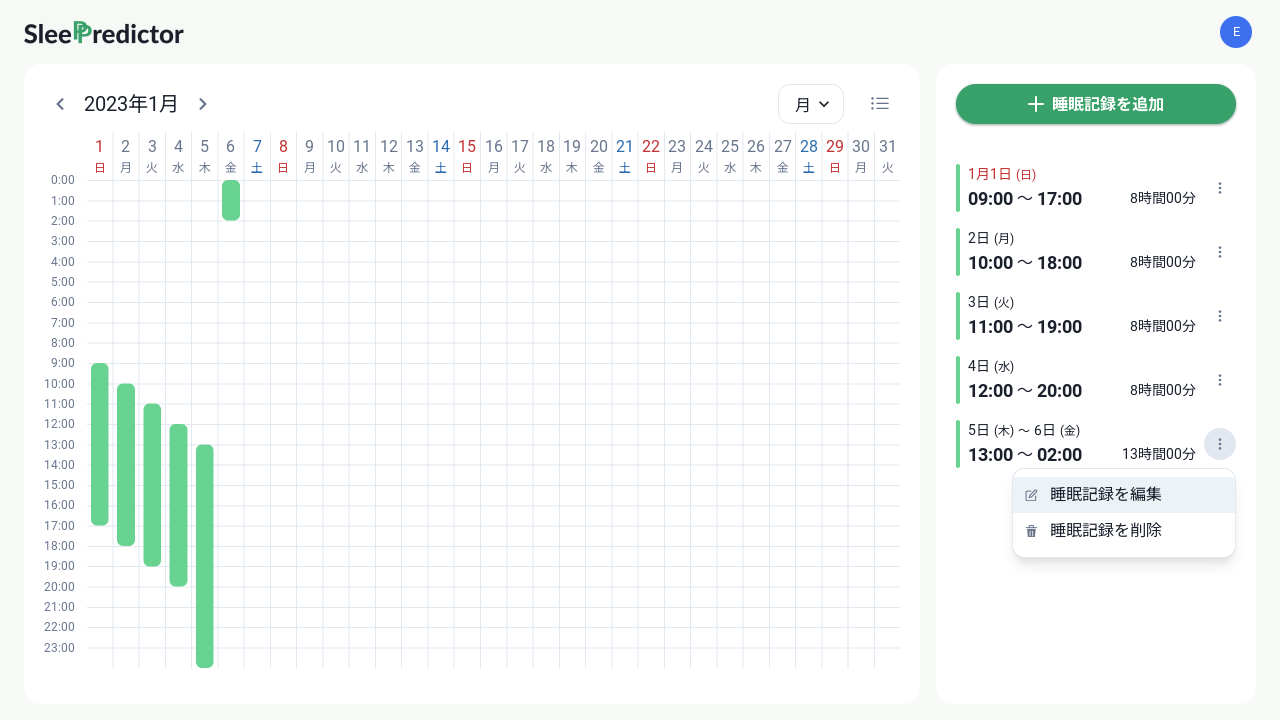 SleePredictor
E
2023年1月
月
1 2 3 4 5 6 7 8 9 10 11 12 13 14 15 16 17 18 19 20 21 22 23 24 25 26 27 28 29 30 31
日 月 火 水 木 金 土 日 月 火 水 木 金 土 日 月 火 水 木 金 土 日 月 火 水 木 金 土 日 月 火
0:00
1:00
2:00
3:00
4:00
5:00
6:00
7:00
8:00
9:00
10:00
11:00
12:00
13:00
14:00
15:00
16:00
17:00
18:00
19:00
20:00
21:00
22:00
23:00
睡眠記録を追加
1月1日 (日)
09:00 〜 17:00 8時間00分
2日 (月)
10:00 〜 18:00 8時間00分
3日 (火)
11:00 〜 19:00 8時間00分
4日 (水)
12:00 〜 20:00 8時間00分
5日 (木) 〜 6日 (金)
13:00 〜 02:00 13時間00分
睡眠記録を編集
睡眠記録を削除